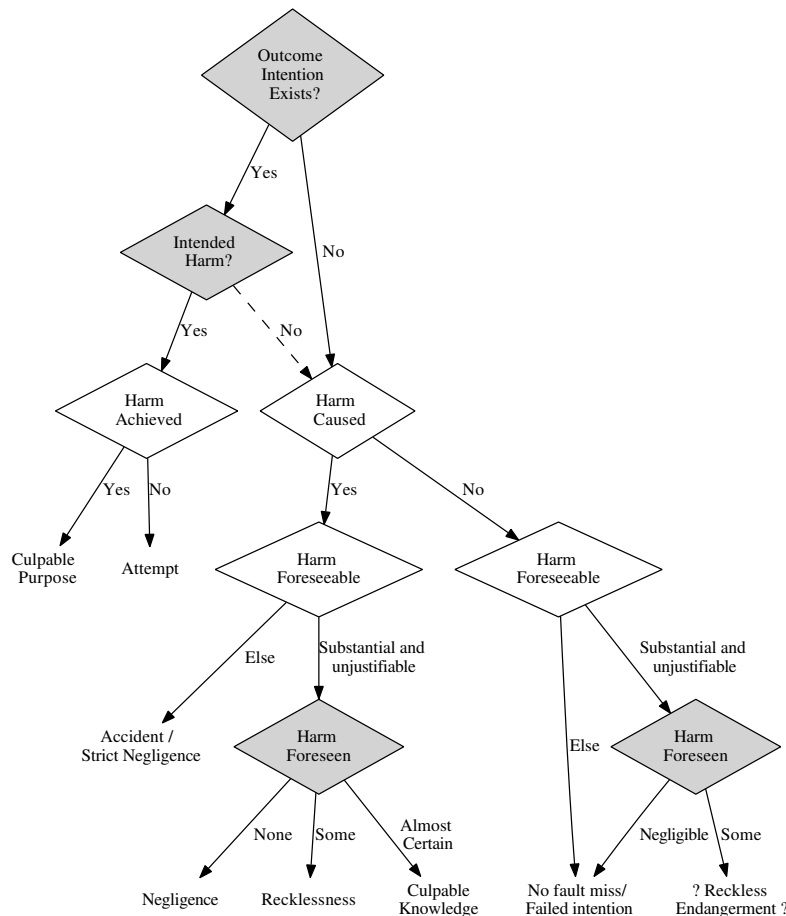 Outcome
Intention
Exists?
Yes
No
Intended
Harm?
Yes
No
Harm
Achieved
Harm
Caused
Yes
No
Yes
No
Culpable
Purpose
Attempt
Harm
Foreseeable
Harm
Foreseeable
Else
Substantial and
unjustifiable
Else
Substantial and
unjustifiable
Accident /
Strict Negligence
Harm
Foreseen
Harm
Foreseen
None
Some
Almost
Certain
Negligible
Some
Negligence
Recklessness
Culpable
Knowledge
No fault miss/
Failed intention
? Reckless
Endangerment ?